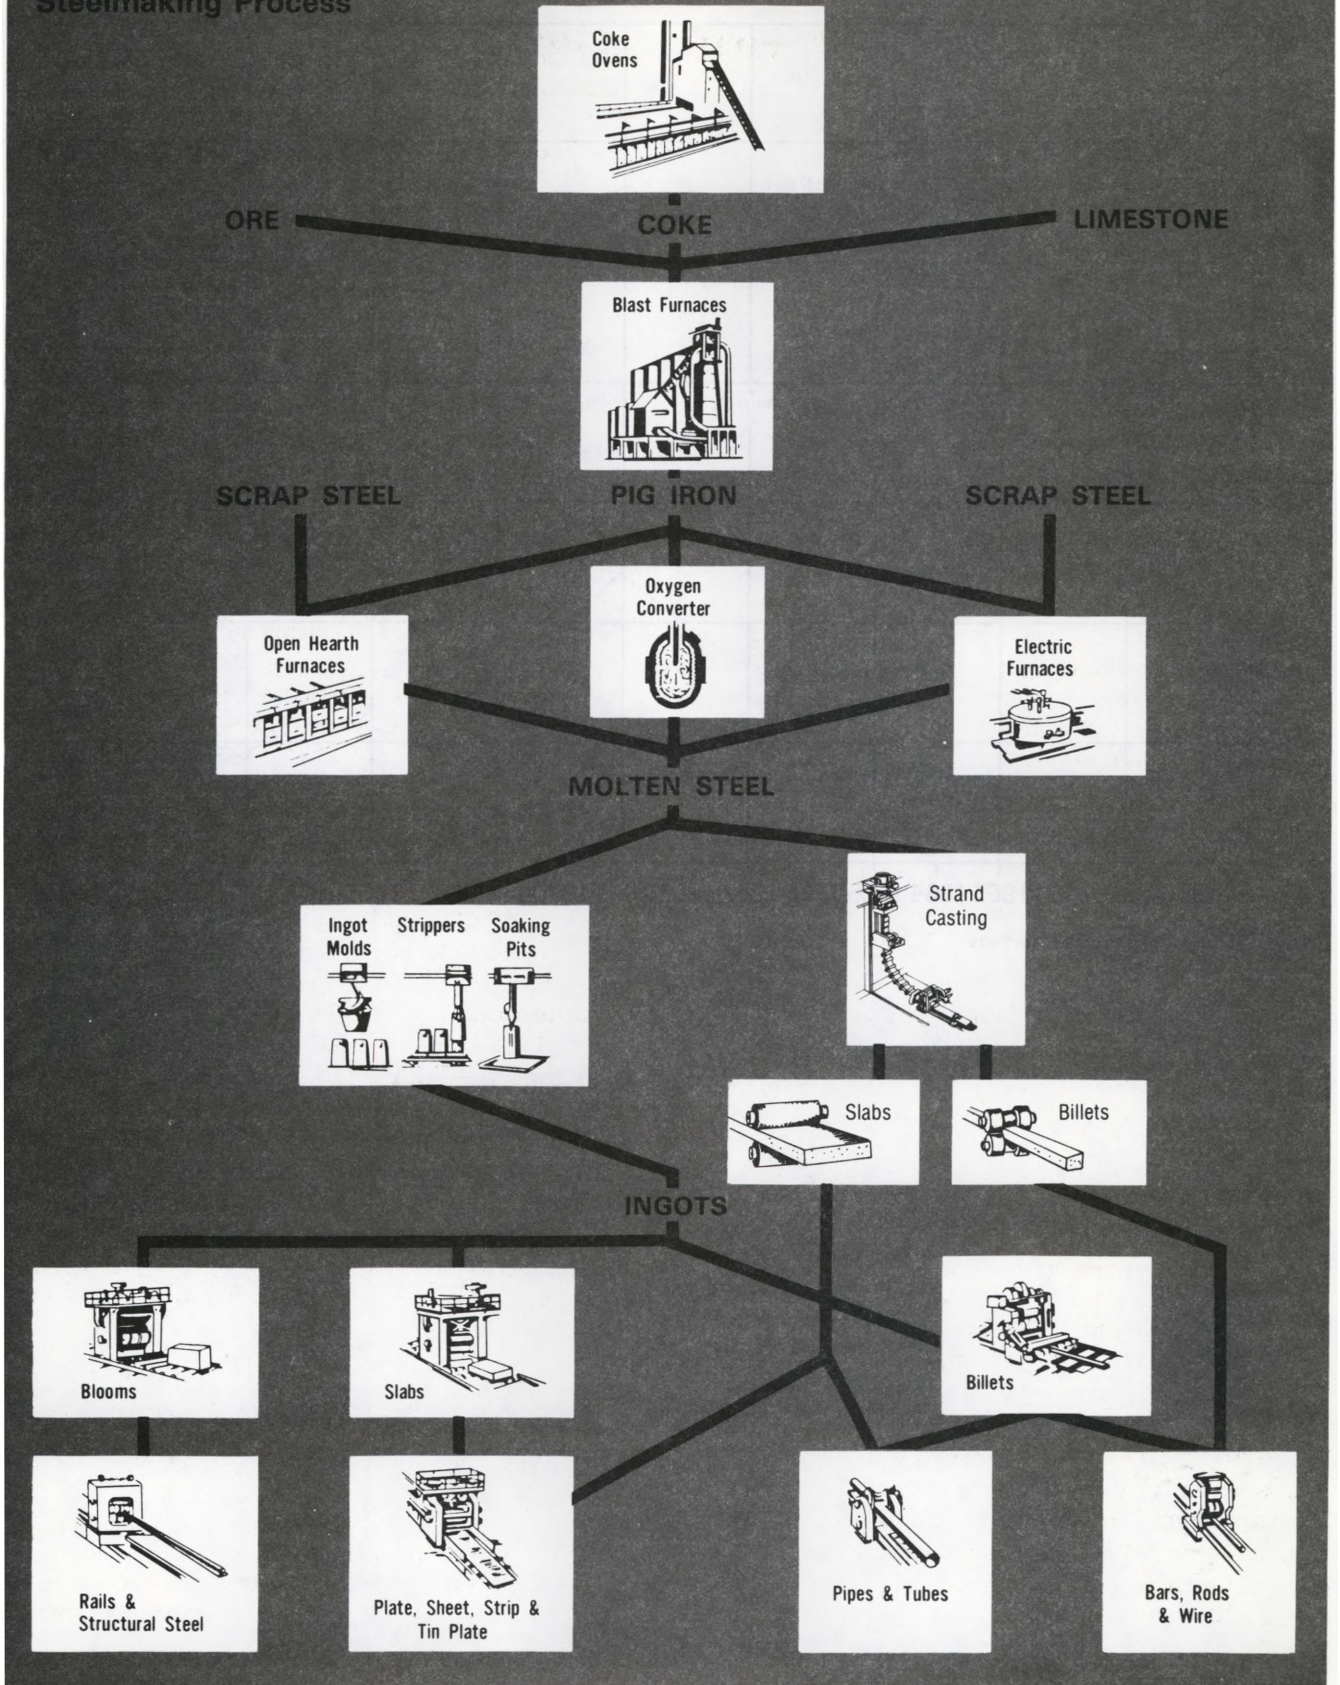 Steelmaking Process
Coke
Ovens
ORE
COKE
LIMESTONE
Blast Furnaces
SCRAP STEEL
PIG IRON
SCRAP STEEL
Oxygen
Converter
Open Hearth
Furnaces
Electric
Furnaces
MOLTEN STEEL
Strand
Casting
Ingot
Molds
Strippers
Soaking
Pits
Slabs
Billets
INGOTS
Blooms
Slabs
Billets
Rails &
Structural Steel
Plate, Sheet, Strip &
Tin Plate
Pipes & Tubes
Bars, Rods
& Wire